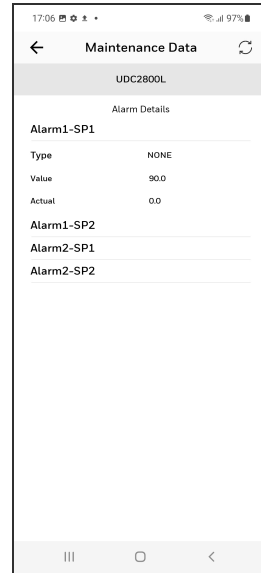 17:06
97%
Maintenance Data
UDC2800L
Alarm Details
Alarm1-SP1
Type NONE
Value 90.0
Actual 0.0
Alarm1-SP2
Alarm2-SP1
Alarm2-SP2